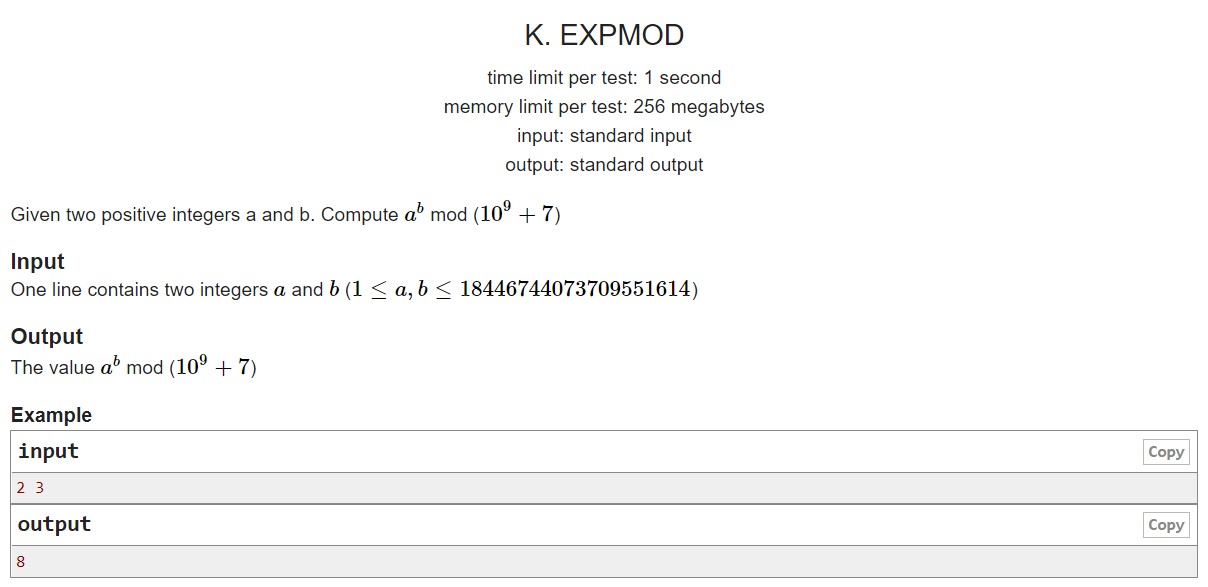 K. EXPMOD
time limit per test: 1 second
memory limit per test: 256 megabytes
input: standard input
output: standard output
Given two positive integers a and b. Compute a^b mod (10^9 + 7)
Input
One line contains two integers a and b (1 ≤ a, b ≤ 18446744073709551614)
Output
The value a^b mod (10^9 + 7)
Example
input
Copy
2 3
output
Copy
8